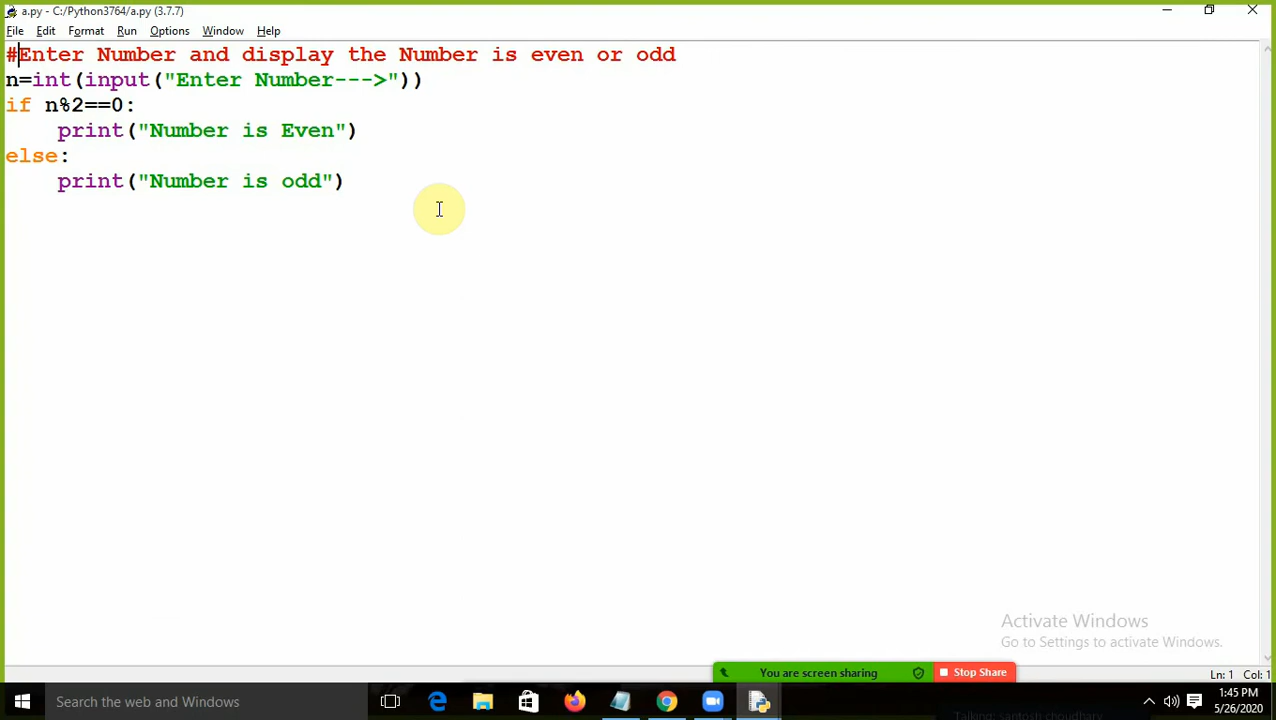 a.py - C:/Python3764/a.py (3.7.7)
File Edit Format Run Options Window Help
#Enter Number and display the Number is even or odd
n=int(input("Enter Number--->"))
if n%2==0:
    print("Number is Even")
else:
    print("Number is odd")
Activate Windows
Go to Settings to activate Windows.
You are screen sharing Stop Share
Ln: 1 Col: 1
Search the web and Windows
1:45 PM
5/26/2020
Talking: santosh choudhary